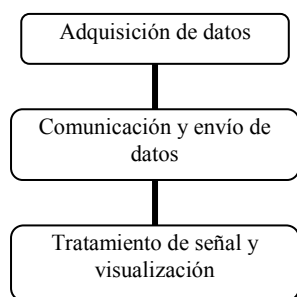 Adquisición de datos
Comunicación y envío de
datos
Tratamiento de señal y
visualización